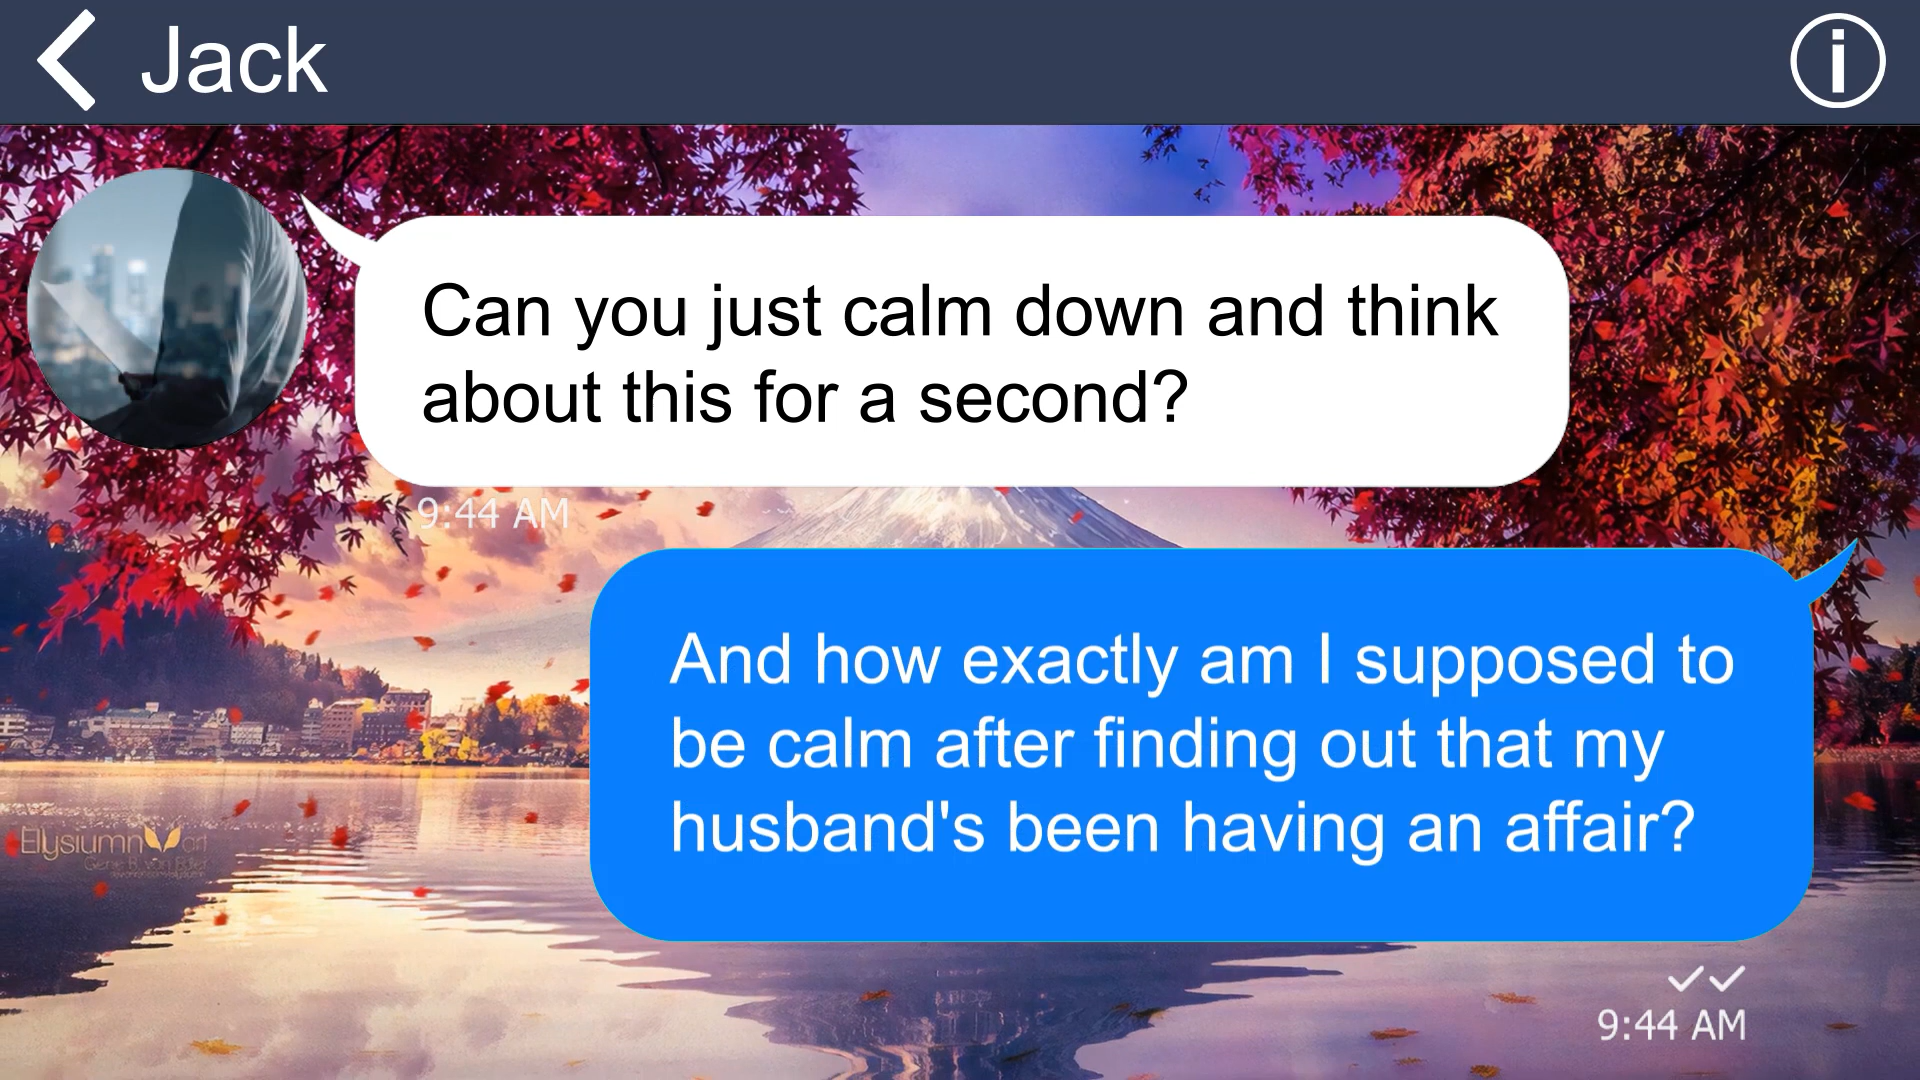 Jack
Can you just calm down and think
about this for a second?
9:44 AM
And how exactly am I supposed to
be calm after finding out that my
husband's been having an affair?
Elysiumn art
9:44 AM